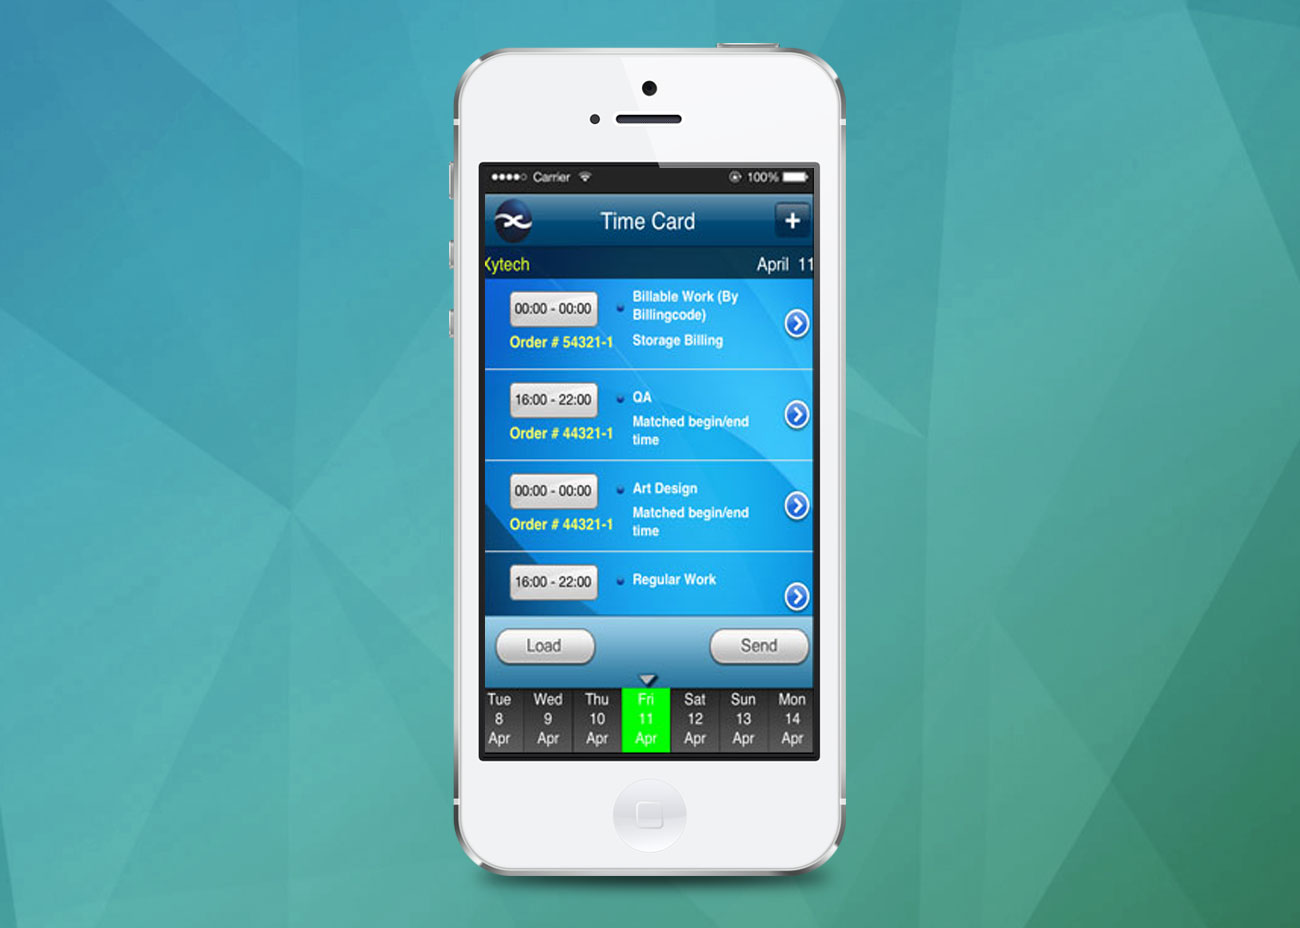 Carrier 100%
Time Card +
Xytech April 11
00:00 - 00:00 Billable Work (By
Billingcode)
Order # 54321-1 Storage Billing
16:00 - 22:00 QA
Order # 44321-1 Matched begin/end
time
00:00 - 00:00 Art Design
Order # 44321-1 Matched begin/end
time
16:00 - 22:00 Regular Work
Load Send
Tue Wed Thu Fri Sat Sun Mon
8 9 10 11 12 13 14
Apr Apr Apr Apr Apr Apr Apr